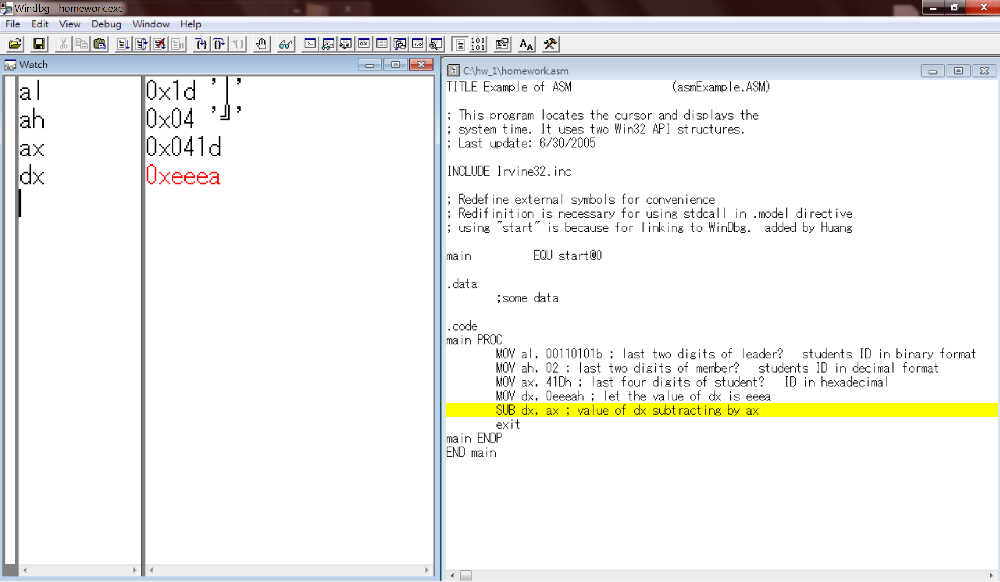 Windbg - homework.exe
File Edit View Debug Window Help
Watch
al 0x1d '│'
ah 0x04 '╝'
ax 0x041d
dx 0xeeea
C:\hw_1\homework.asm
TITLE Example of ASM (asmExample.ASM)
; This program locates the cursor and displays the
; system time. It uses two Win32 API structures.
; Last update: 6/30/2005
INCLUDE Irvine32.inc
; Redefine external symbols for convenience
; Redifinition is necessary for using stdcall in .model directive
; using "start" is because for linking to WinDbg. added by Huang
main EQU start@0
.data
;some data
.code
main PROC
MOV al, 00110101b ; last two digits of leader? students ID in binary format
MOV ah, 02 ; last two digits of member? students ID in decimal format
MOV ax, 41Dh ; last four digits of student? ID in hexadecimal
MOV dx, 0eeeah ; let the value of dx is eeea
SUB dx, ax ; value of dx subtracting by ax
exit
main ENDP
END main